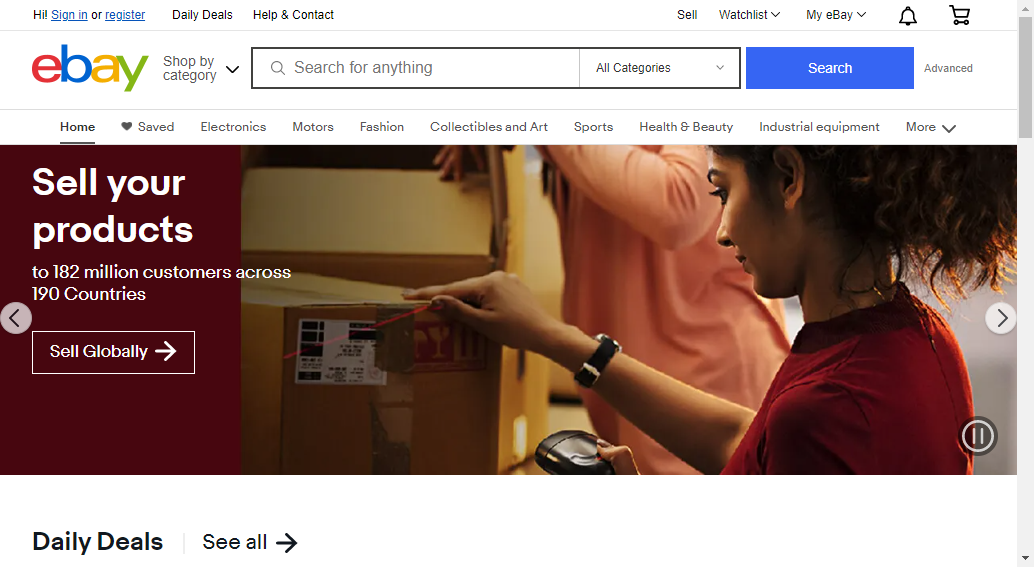 Hi! Sign in or register Daily Deals Help & Contact Sell Watchlist My eBay
ebay
Shop by
category
Search for anything All Categories Search Advanced
Home Saved Electronics Motors Fashion Collectibles and Art Sports Health & Beauty Industrial equipment More
Sell your
products
to 182 million customers across
190 Countries
Sell Globally
Daily Deals See all